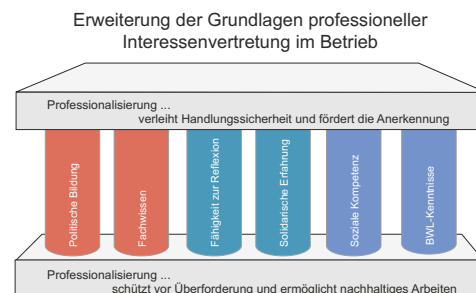 Erweiterung der Grundlagen professioneller
Interessenvertretung im Betrieb
Professionalisierung ...
verleiht Handlungssicherheit und fördert die Anerkennung
Politische Bildung
Fachwissen
Fähigkeit zur Reflexion
Solidarische Erfahrung
Soziale Kompetenz
BWL-Kenntnisse
Professionalisierung ...
schützt vor Überforderung und ermöglicht nachhaltiges Arbeiten